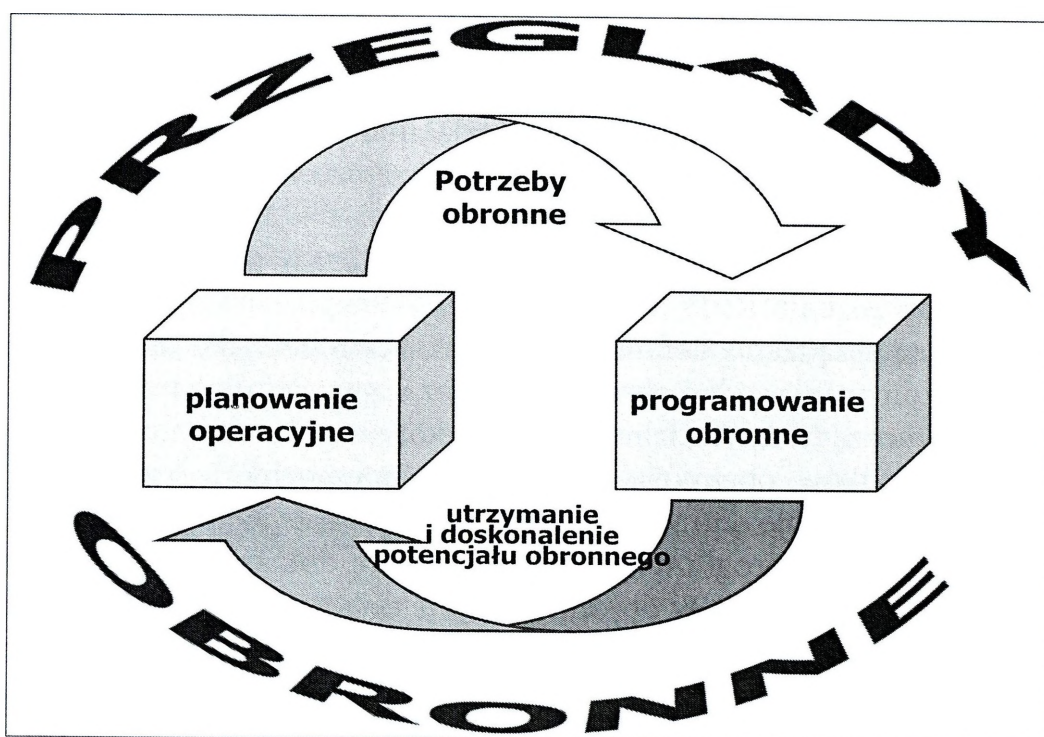 PRZEGLĄDY
Potrzeby
obronne
planowanie
operacyjne
programowanie
obronne
utrzymanie
i doskonalenie
potencjału obronnego
OBRONNE